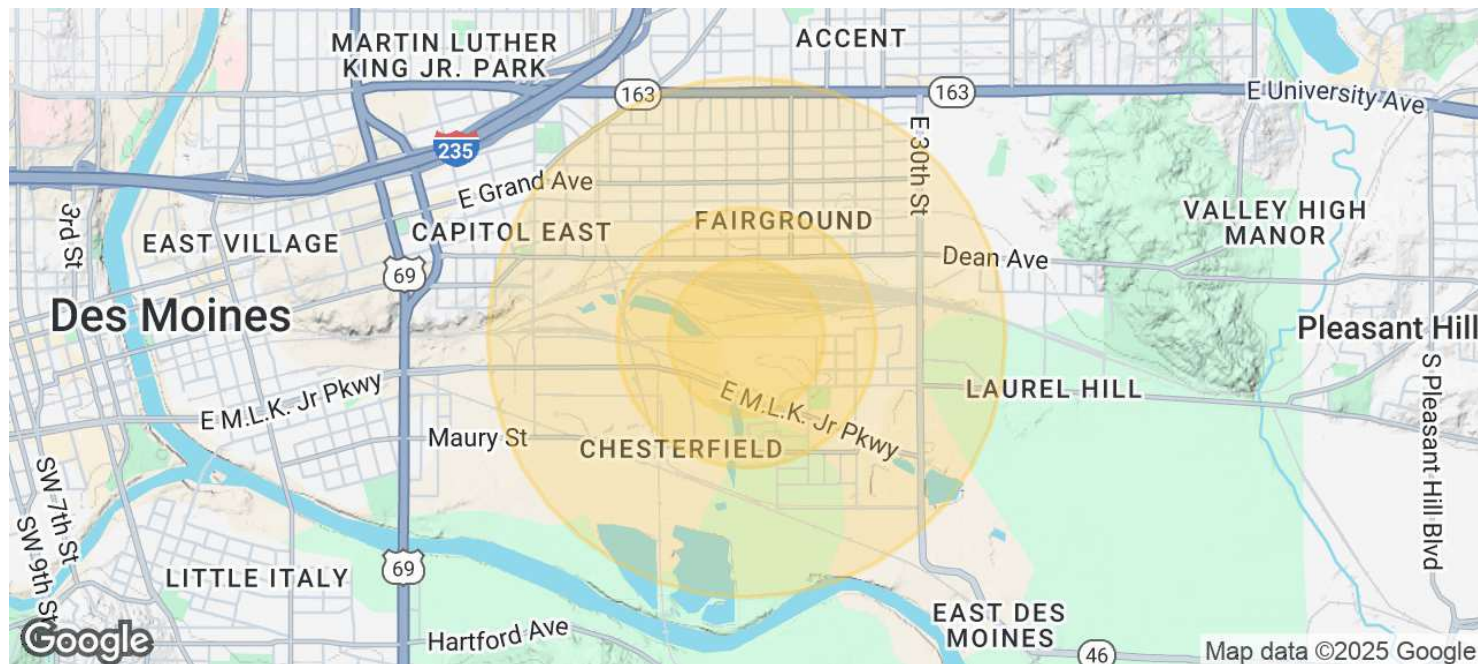 MARTIN LUTHER
KING JR. PARK
ACCENT
163
163
E University Ave
235
E Grand Ave
E 30th St
3rd St
EAST VILLAGE
CAPITOL EAST
FAIRGROUND
VALLEY HIGH
MANOR
69
Dean Ave
Des Moines
Pleasant Hill
E M.L.K. Jr Pkwy
E M.L.K. Jr Pkwy
LAUREL HILL
S Pleasant Hill Blvd
Maury St
CHESTERFIELD
SW 7th St
SW 9th St
69
LITTLE ITALY
Hartford Ave
EAST DES
MOINES
46
Google
Map data ©2025 Google